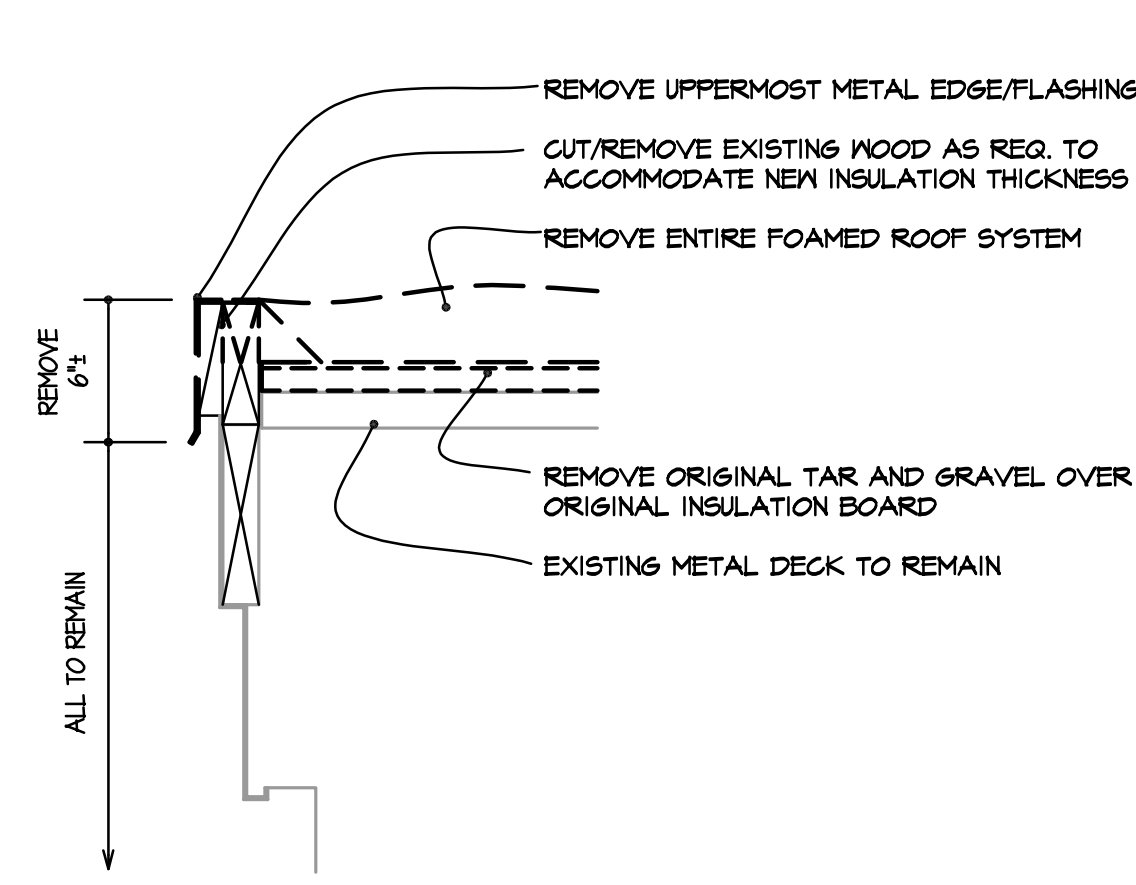 REMOVE UPPERMOST METAL EDGE/FLASHING
CUT/REMOVE EXISTING WOOD AS REQ. TO
ACCOMMODATE NEW INSULATION THICKNESS
REMOVE ENTIRE FOAMED ROOF SYSTEM
REMOVE
6"±
REMOVE ORIGINAL TAR AND GRAVEL OVER
ORIGINAL INSULATION BOARD
EXISTING METAL DECK TO REMAIN
ALL TO REMAIN